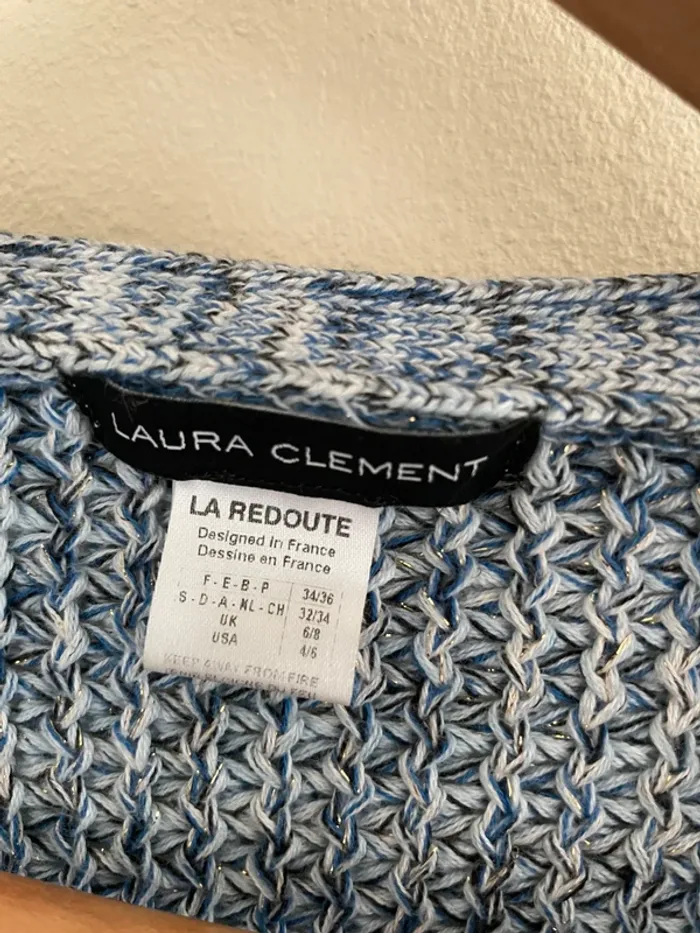 LAURA CLEMENT
LA REDOUTE
Designed in France
Dessine en France
F-E-B-P 34/36
S-D-A-NL-CH 32/34
UK 6/8
USA 4/6
KEEP AWAY FROM FIRE